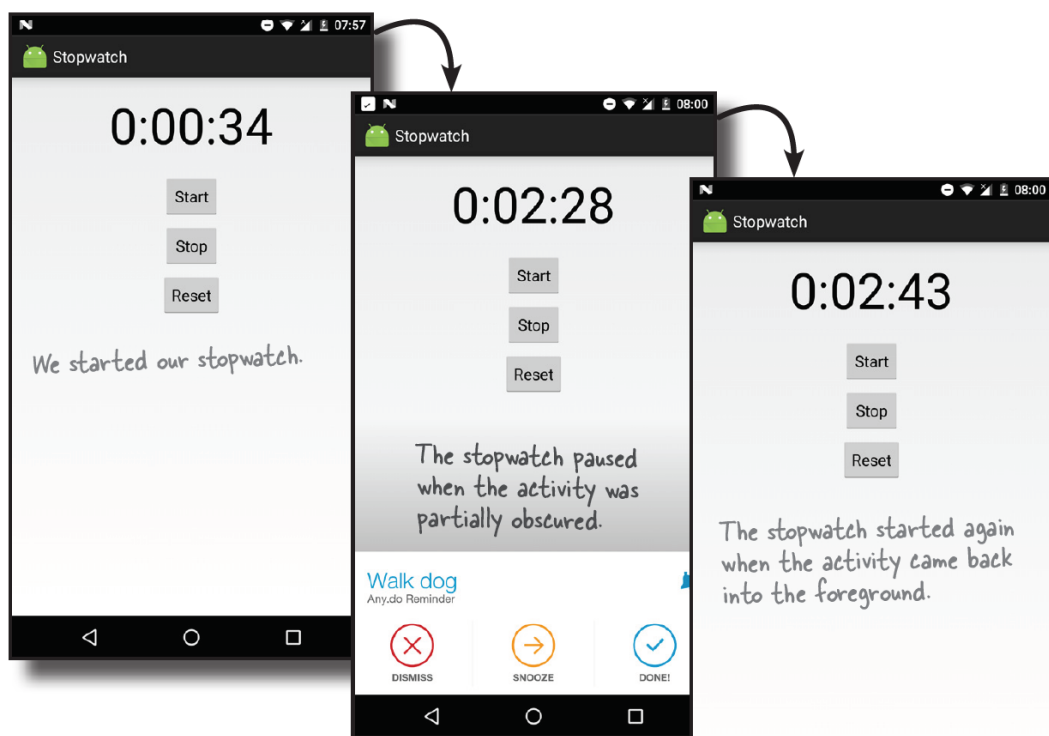 07:57
Stopwatch
0:00:34
Start
Stop
Reset
We started our stopwatch.
08:00
Stopwatch
0:02:28
Start
Stop
Reset
The stopwatch paused
when the activity was
partially obscured.
Walk dog
Any.do Reminder
DISMISS
SNOOZE
DONE!
08:00
Stopwatch
0:02:43
Start
Stop
Reset
The stopwatch started again
when the activity came back
into the foreground.